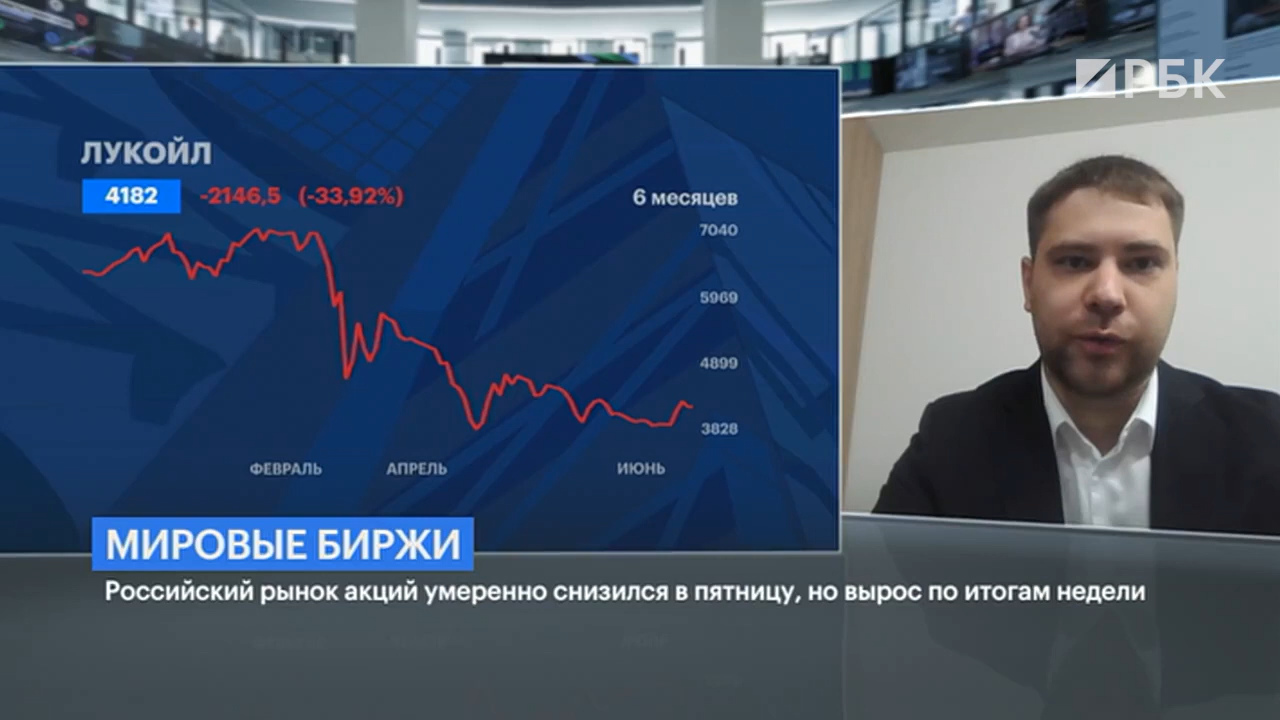 РБК
ЛУКОЙЛ
4182 -2146,5 (-33,92%)
6 месяцев
7040
5969
4899
3828
ФЕВРАЛЬ АПРЕЛЬ ИЮНЬ
МИРОВЫЕ БИРЖИ
Российский рынок акций умеренно снизился в пятницу, но вырос по итогам недели